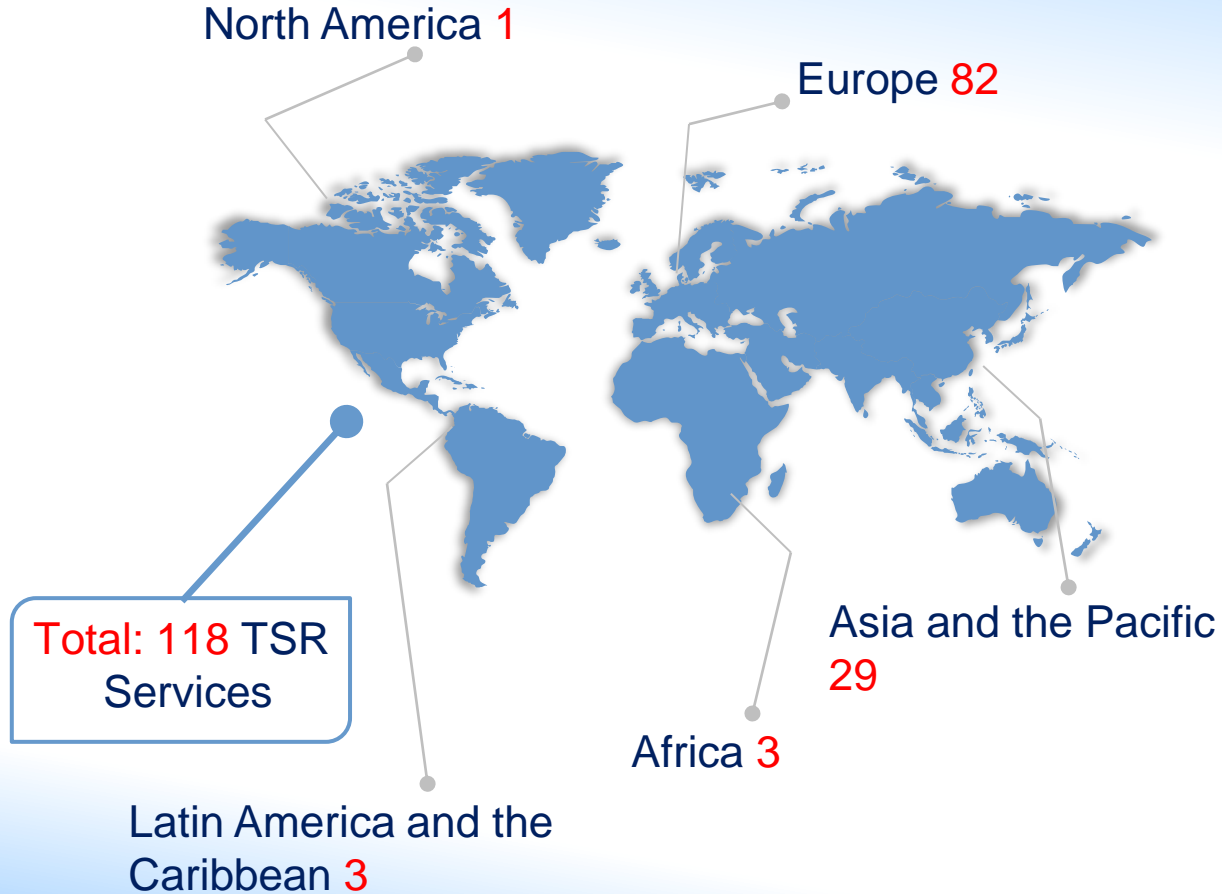 North America 1
Europe 82
Total: 118 TSR
Services
Asia and the Pacific
29
Africa 3
Latin America and the
Caribbean 3